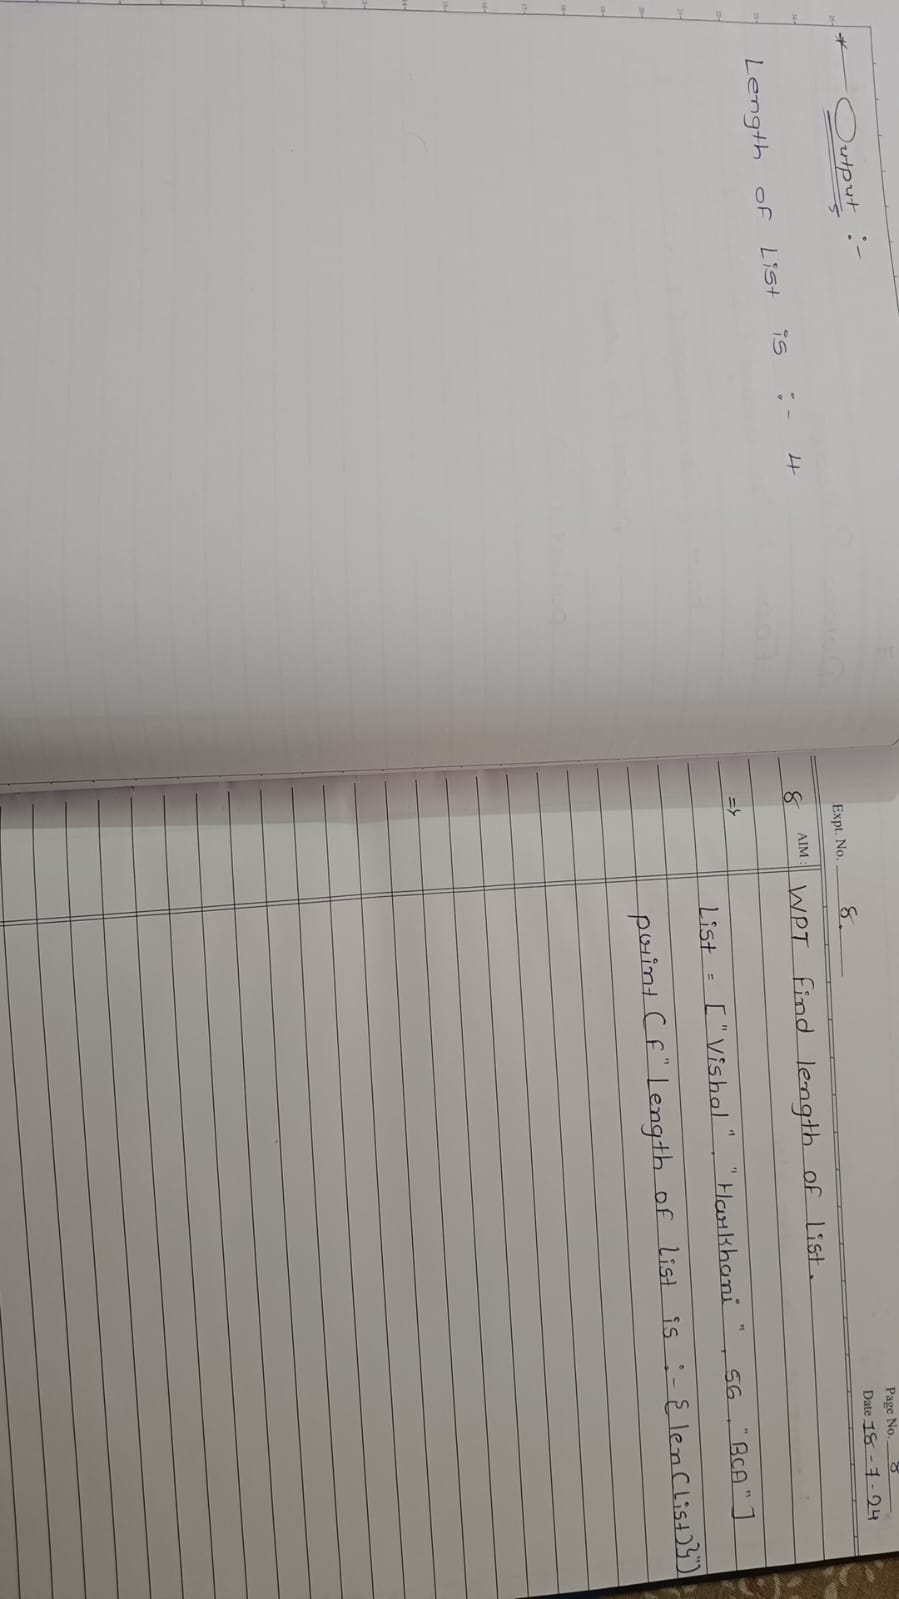 * Output :-
Length of List is :- 4
Page No. 8
Expt. No. 8. Date 18-7-24
8 AIM : WPT find length of list.
=> List = ["Vishal", "Harkhani", 56, "BCA"]
print(f"Length of list is :- {len(List)}")